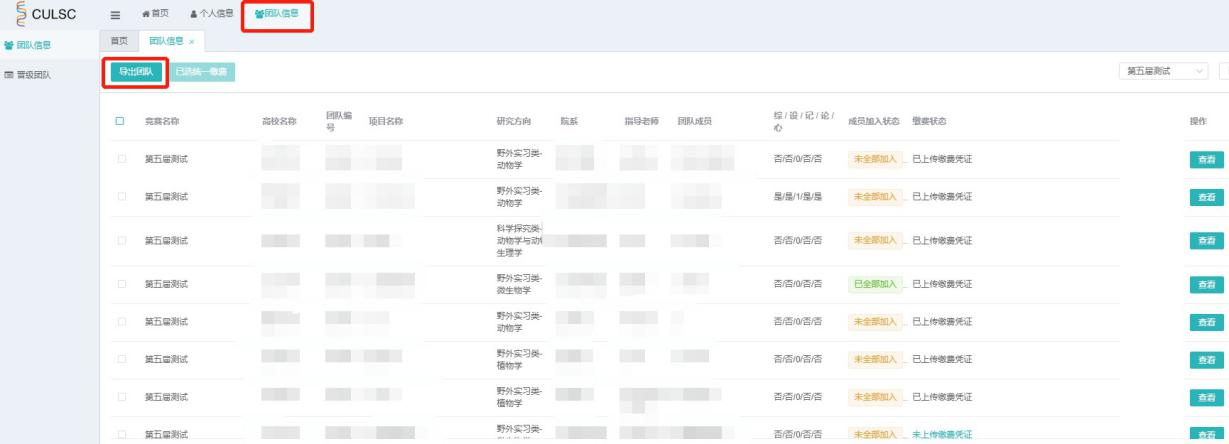 CULSC
首页 个人信息 团队信息
团队信息
晋级团队
首页 团队信息 ×
导出团队 已选统一缴费 第五届测试
竞赛名称 高校名称 团队编号 项目名称 研究方向 院系 指导老师 团队成员 综/设/记/论/心 成员加入状态 缴费状态 操作
第五届测试 野外实习类-动物学 否/否/0/否/否 未全部加入 已上传缴费凭证 查看
第五届测试 野外实习类-动物学 是/是/1/是/是 未全部加入 已上传缴费凭证 查看
第五届测试 科学探究类-动物学与动 生理学 否/否/0/否/否 未全部加入 已上传缴费凭证 查看
第五届测试 野外实习类-微生物学 否/否/0/否/否 已全部加入 已上传缴费凭证 查看
第五届测试 野外实习类-动物学 否/否/0/否/否 未全部加入 已上传缴费凭证 查看
第五届测试 野外实习类-植物学 否/否/0/否/否 未全部加入 已上传缴费凭证 查看
第五届测试 野外实习类-植物学 否/否/0/否/否 未全部加入 已上传缴费凭证 查看
第五届测试 野外实习类- 否/否/0/否/否 未全部加入 未上传缴费凭证 查看